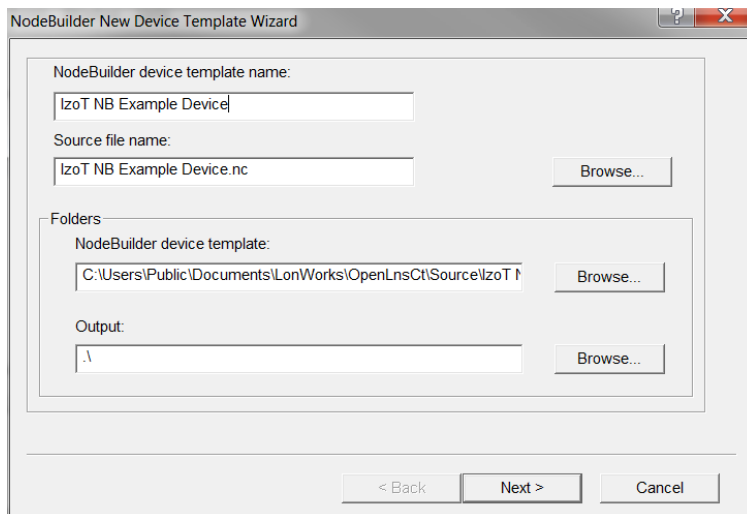 NodeBuilder New Device Template Wizard
? X
NodeBuilder device template name:
IzoT NB Example Device
Source file name:
IzoT NB Example Device.nc
Browse...
Folders
NodeBuilder device template:
C:\Users\Public\Documents\LonWorks\OpenLnsCt\Source\IzoT N
Browse...
Output:
.\
Browse...
< Back
Next >
Cancel